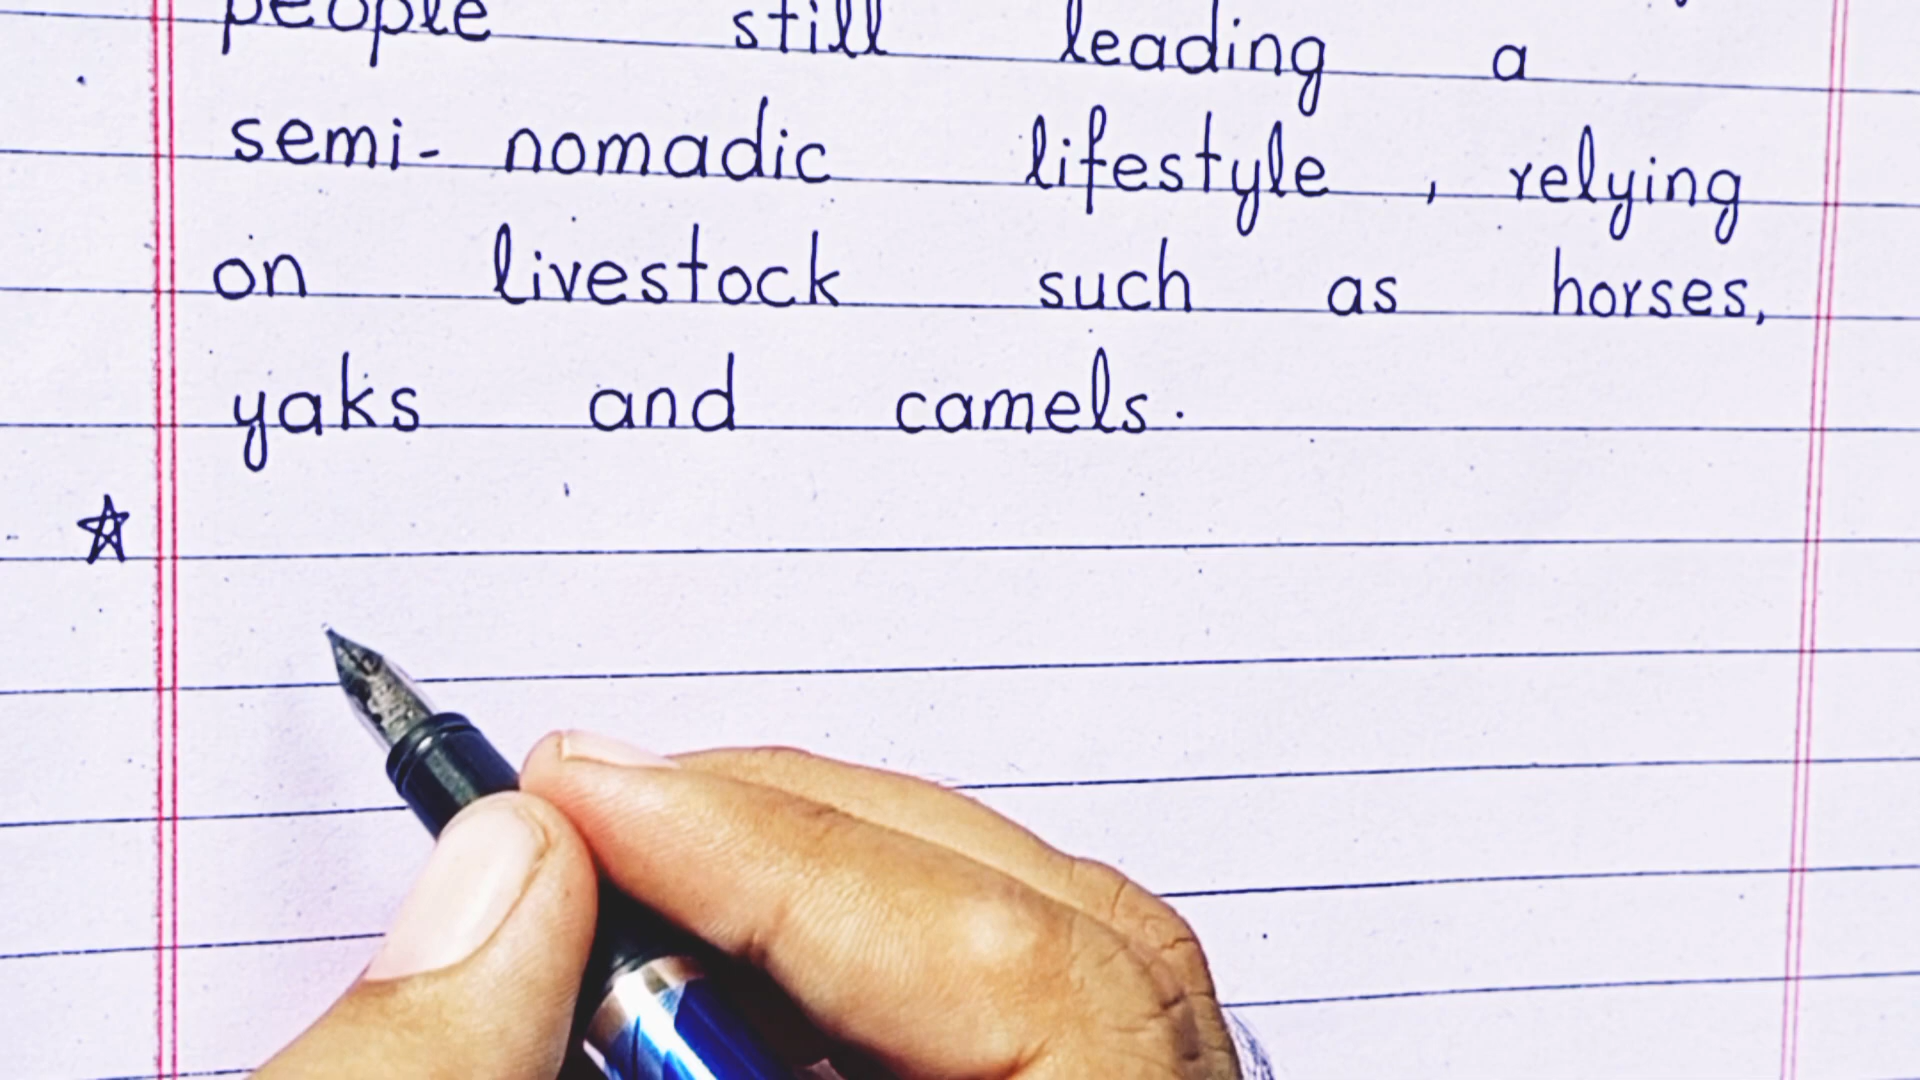 people still leading a
semi-nomadic lifestyle, relying
on livestock such as horses,
yaks and camels.